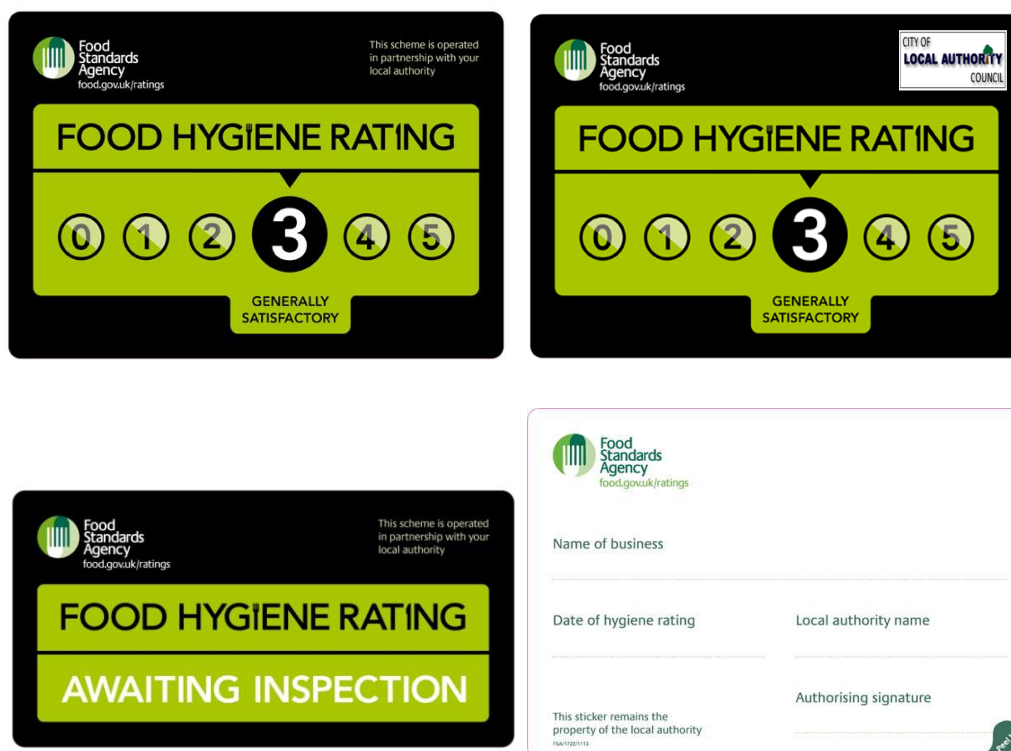 Food
Standards
Agency
food.gov.uk/ratings
This scheme is operated
in partnership with your
local authority
FOOD HYGIENE RATING
0 1 2 3 4 5
GENERALLY
SATISFACTORY
Food
Standards
Agency
food.gov.uk/ratings
CITY OF
LOCAL AUTHORITY
COUNCIL
FOOD HYGIENE RATING
0 1 2 3 4 5
GENERALLY
SATISFACTORY
Food
Standards
Agency
food.gov.uk/ratings
This scheme is operated
in partnership with your
local authority
FOOD HYGIENE RATING
AWAITING INSPECTION
Food
Standards
Agency
food.gov.uk/ratings
Name of business
Date of hygiene rating
Local authority name
Authorising signature
This sticker remains the
property of the local authority
FSA/1722/1113
Peel